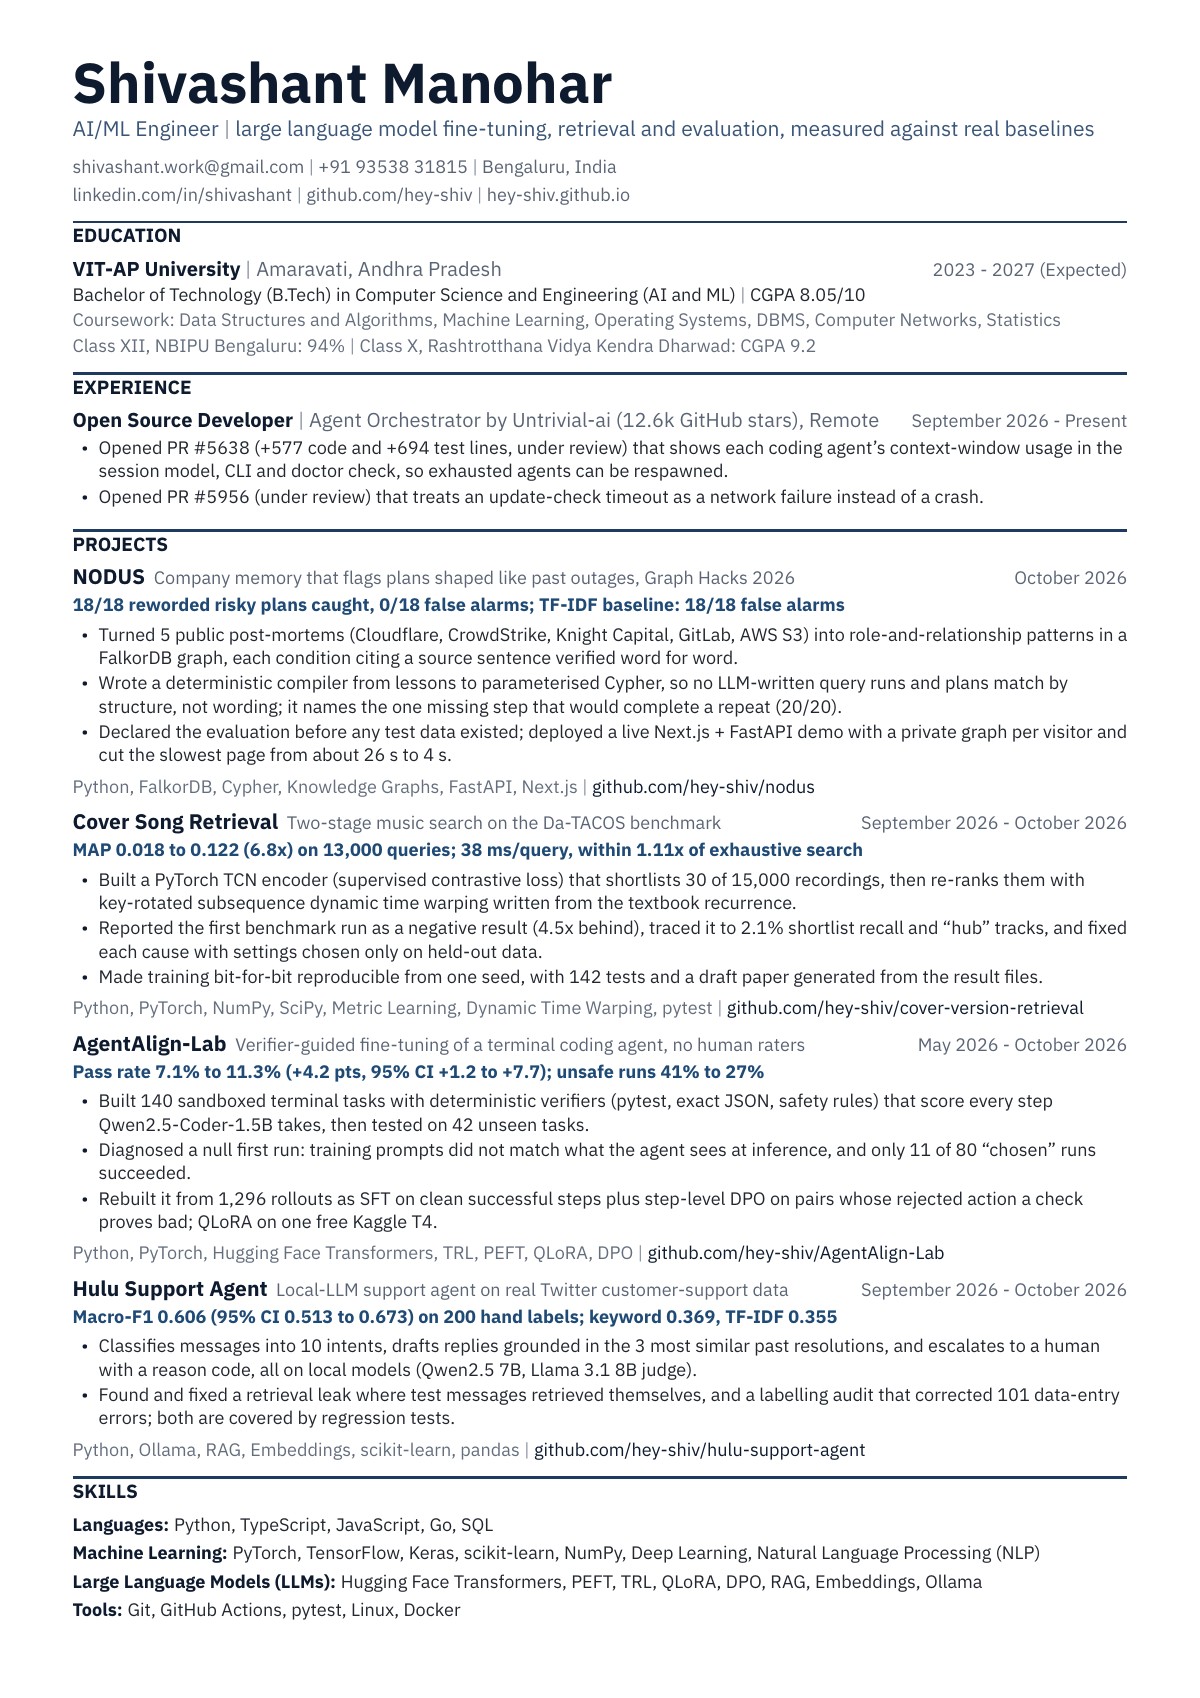 Shivashant Manohar
AI/ML Engineer | large language model fine-tuning, retrieval and evaluation, measured against real baselines
shivashant.work@gmail.com | +91 93538 31815 | Bengaluru, India
linkedin.com/in/shivashant | github.com/hey-shiv | hey-shiv.github.io
EDUCATION
VIT-AP University | Amaravati, Andhra Pradesh 2023 - 2027 (Expected)
Bachelor of Technology (B.Tech) in Computer Science and Engineering (AI and ML) | CGPA 8.05/10
Coursework: Data Structures and Algorithms, Machine Learning, Operating Systems, DBMS, Computer Networks, Statistics
Class XII, NBIPU Bengaluru: 94% | Class X, Rashtrotthana Vidya Kendra Dharwad: CGPA 9.2
EXPERIENCE
Open Source Developer | Agent Orchestrator by Untrivial-ai (12.6k GitHub stars), Remote September 2026 - Present
• Opened PR #5638 (+577 code and +694 test lines, under review) that shows each coding agent’s context-window usage in the
session model, CLI and doctor check, so exhausted agents can be respawned.
• Opened PR #5956 (under review) that treats an update-check timeout as a network failure instead of a crash.
PROJECTS
NODUS Company memory that flags plans shaped like past outages, Graph Hacks 2026 October 2026
18/18 reworded risky plans caught, 0/18 false alarms; TF-IDF baseline: 18/18 false alarms
• Turned 5 public post-mortems (Cloudflare, CrowdStrike, Knight Capital, GitLab, AWS S3) into role-and-relationship patterns in a
FalkorDB graph, each condition citing a source sentence verified word for word.
• Wrote a deterministic compiler from lessons to parameterised Cypher, so no LLM-written query runs and plans match by
structure, not wording; it names the one missing step that would complete a repeat (20/20).
• Declared the evaluation before any test data existed; deployed a live Next.js + FastAPI demo with a private graph per visitor and
cut the slowest page from about 26 s to 4 s.
Python, FalkorDB, Cypher, Knowledge Graphs, FastAPI, Next.js | github.com/hey-shiv/nodus
Cover Song Retrieval Two-stage music search on the Da-TACOS benchmark September 2026 - October 2026
MAP 0.018 to 0.122 (6.8x) on 13,000 queries; 38 ms/query, within 1.11x of exhaustive search
• Built a PyTorch TCN encoder (supervised contrastive loss) that shortlists 30 of 15,000 recordings, then re-ranks them with
key-rotated subsequence dynamic time warping written from the textbook recurrence.
• Reported the first benchmark run as a negative result (4.5x behind), traced it to 2.1% shortlist recall and “hub” tracks, and fixed
each cause with settings chosen only on held-out data.
• Made training bit-for-bit reproducible from one seed, with 142 tests and a draft paper generated from the result files.
Python, PyTorch, NumPy, SciPy, Metric Learning, Dynamic Time Warping, pytest | github.com/hey-shiv/cover-version-retrieval
AgentAlign-Lab Verifier-guided fine-tuning of a terminal coding agent, no human raters May 2026 - October 2026
Pass rate 7.1% to 11.3% (+4.2 pts, 95% CI +1.2 to +7.7); unsafe runs 41% to 27%
• Built 140 sandboxed terminal tasks with deterministic verifiers (pytest, exact JSON, safety rules) that score every step
Qwen2.5-Coder-1.5B takes, then tested on 42 unseen tasks.
• Diagnosed a null first run: training prompts did not match what the agent sees at inference, and only 11 of 80 “chosen” runs
succeeded.
• Rebuilt it from 1,296 rollouts as SFT on clean successful steps plus step-level DPO on pairs whose rejected action a check
proves bad; QLoRA on one free Kaggle T4.
Python, PyTorch, Hugging Face Transformers, TRL, PEFT, QLoRA, DPO | github.com/hey-shiv/AgentAlign-Lab
Hulu Support Agent Local-LLM support agent on real Twitter customer-support data September 2026 - October 2026
Macro-F1 0.606 (95% CI 0.513 to 0.673) on 200 hand labels; keyword 0.369, TF-IDF 0.355
• Classifies messages into 10 intents, drafts replies grounded in the 3 most similar past resolutions, and escalates to a human
with a reason code, all on local models (Qwen2.5 7B, Llama 3.1 8B judge).
• Found and fixed a retrieval leak where test messages retrieved themselves, and a labelling audit that corrected 101 data-entry
errors; both are covered by regression tests.
Python, Ollama, RAG, Embeddings, scikit-learn, pandas | github.com/hey-shiv/hulu-support-agent
SKILLS
Languages: Python, TypeScript, JavaScript, Go, SQL
Machine Learning: PyTorch, TensorFlow, Keras, scikit-learn, NumPy, Deep Learning, Natural Language Processing (NLP)
Large Language Models (LLMs): Hugging Face Transformers, PEFT, TRL, QLoRA, DPO, RAG, Embeddings, Ollama
Tools: Git, GitHub Actions, pytest, Linux, Docker